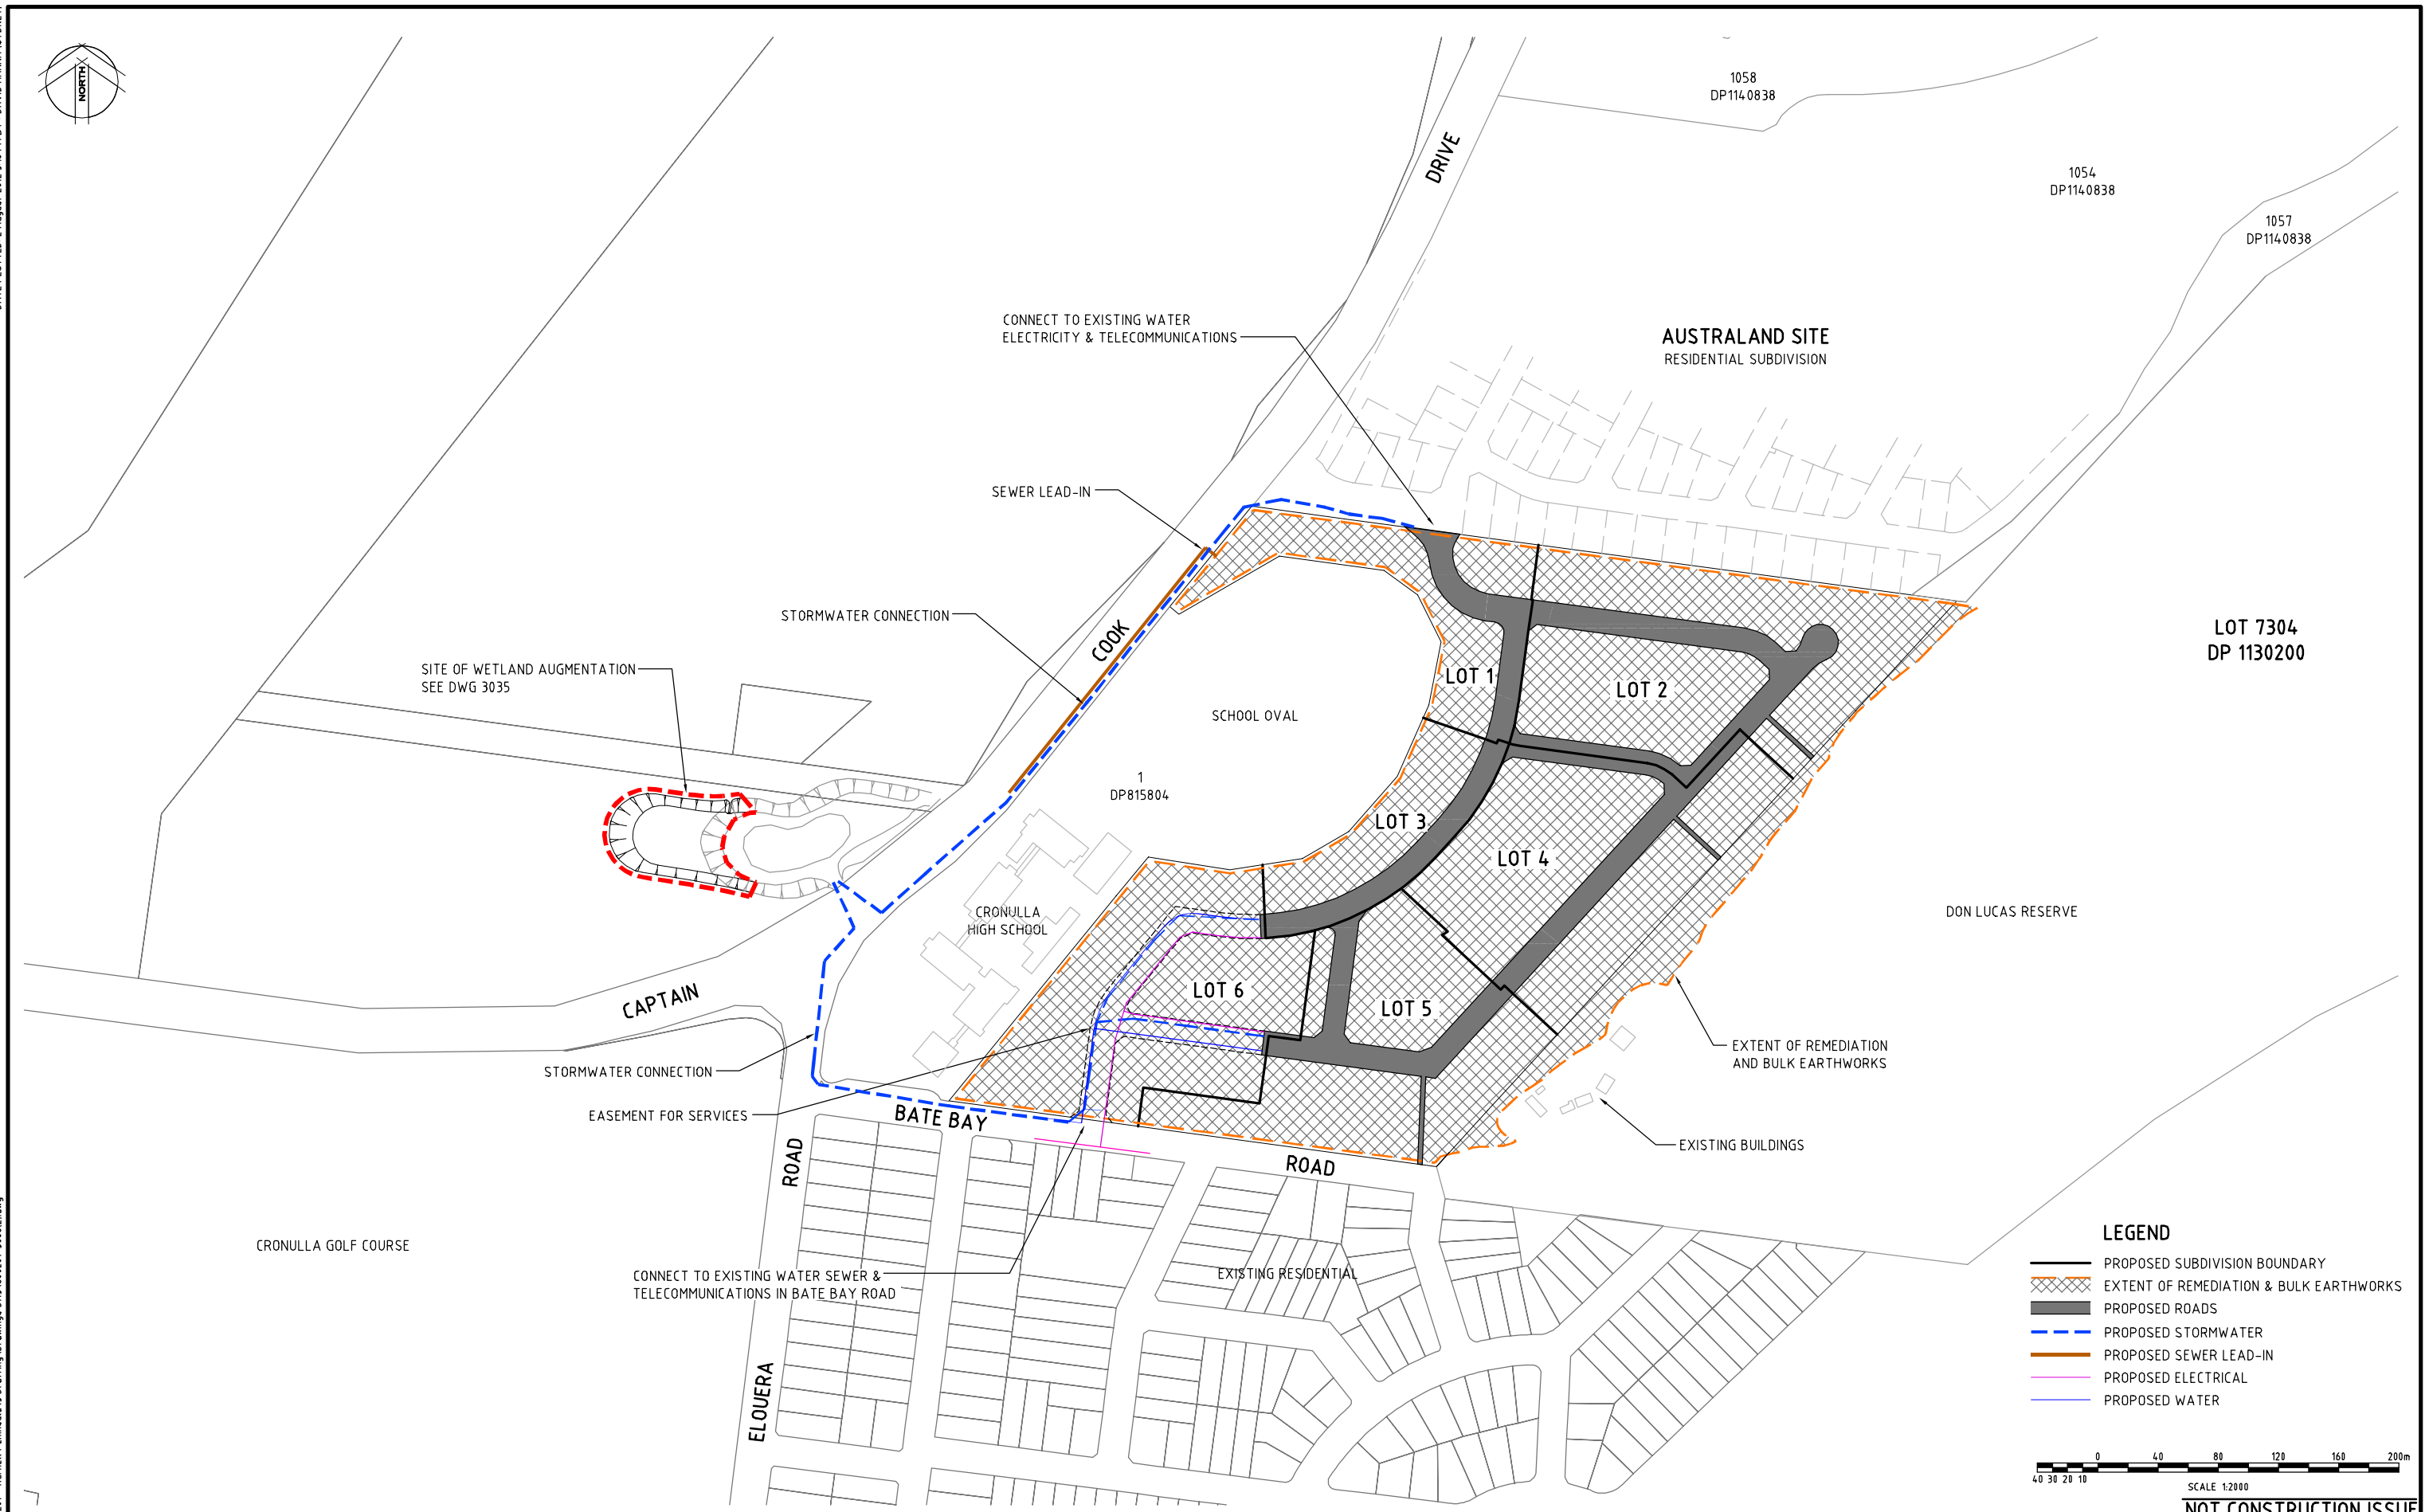 NORTH
1058
DP1140838
DRIVE
1054
DP1140838
1057
DP1140838
CONNECT TO EXISTING WATER
ELECTRICITY & TELECOMMUNICATIONS
AUSTRALAND SITE
RESIDENTIAL SUBDIVISION
SEWER LEAD-IN
STORMWATER CONNECTION
COOK
LOT 7304
DP 1130200
SITE OF WETLAND AUGMENTATION
SEE DWG 3035
LOT 1
LOT 2
SCHOOL OVAL
1
DP815804
LOT 3
LOT 4
CRONULLA
HIGH SCHOOL
DON LUCAS RESERVE
CAPTAIN
LOT 6
LOT 5
EXTENT OF REMEDIATION
AND BULK EARTHWORKS
STORMWATER CONNECTION
EASEMENT FOR SERVICES
BATE BAY
EXISTING BUILDINGS
ROAD
ROAD
CRONULLA GOLF COURSE
CONNECT TO EXISTING WATER SEWER &
TELECOMMUNICATIONS IN BATE BAY ROAD
EXISTING RESIDENTIAL
ELOUERA
LEGEND
PROPOSED SUBDIVISION BOUNDARY
EXTENT OF REMEDIATION & BULK EARTHWORKS
PROPOSED ROADS
PROPOSED STORMWATER
PROPOSED SEWER LEAD-IN
PROPOSED ELECTRICAL
PROPOSED WATER
0 40 80 120 160 200m
40 30 20 10
SCALE 1:2000
NOT CONSTRUCTION ISSUE